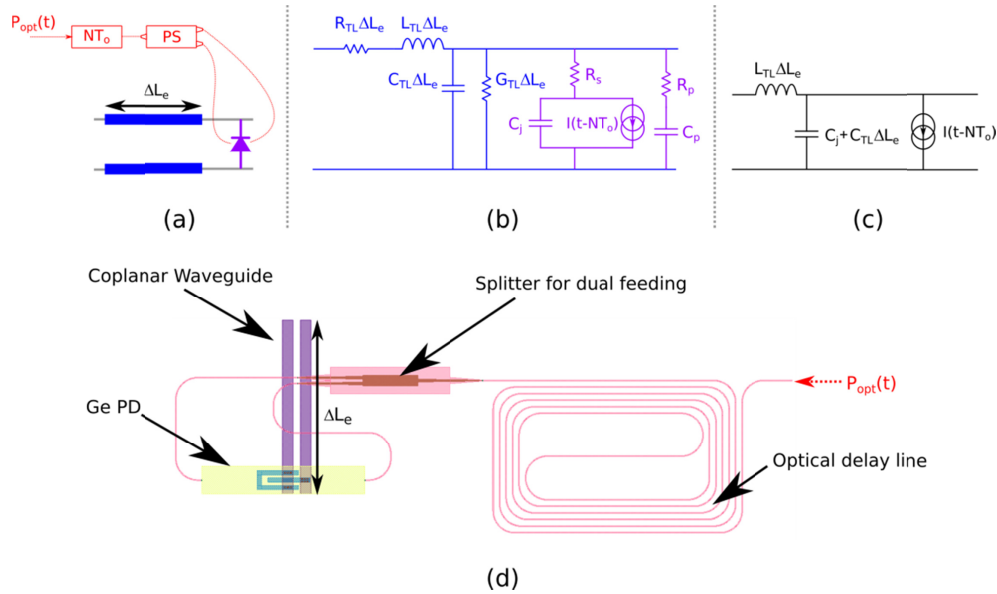 P_opt(t)
NT_o
PS
ΔL_e
(a)
R_TLΔL_e
L_TLΔL_e
C_TLΔL_e
G_TLΔL_e
R_s
R_p
C_j
I(t-NT_o)
C_p
(b)
L_TLΔL_e
C_j+C_TLΔL_e
I(t-NT_o)
(c)
Coplanar Waveguide
Splitter for dual feeding
P_opt(t)
ΔL_e
Ge PD
Optical delay line
(d)